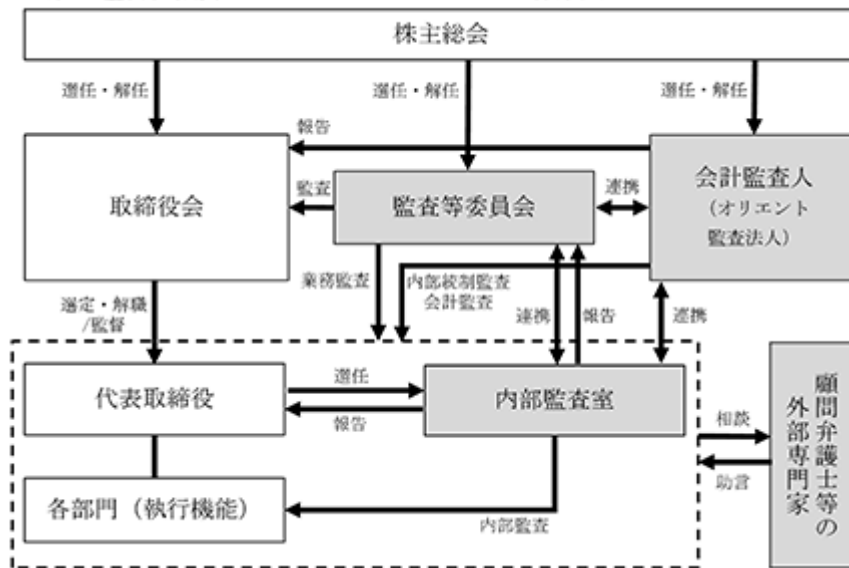 株主総会
選任・解任
選任・解任
選任・解任
報告
取締役会
監査
監査等委員会
連携
会計監査人
(オリエント
監査法人)
選定・解職
/監督
業務監査
内部統制監査
会計監査
連携
報告
連携
代表取締役
選任
報告
内部監査室
相談
助言
顧問弁護士等の
外部専門家
各部門(執行機能)
内部監査